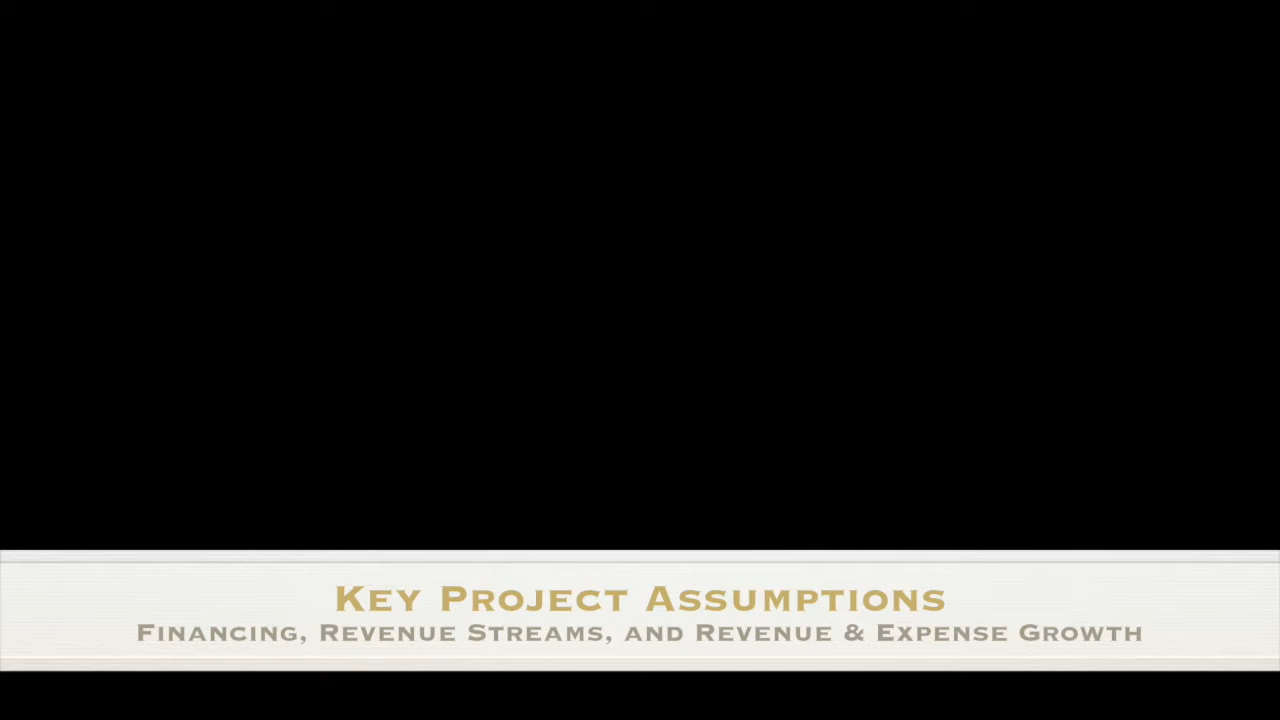 Key Project Assumptions
Financing, Revenue Streams, and Revenue & Expense Growth